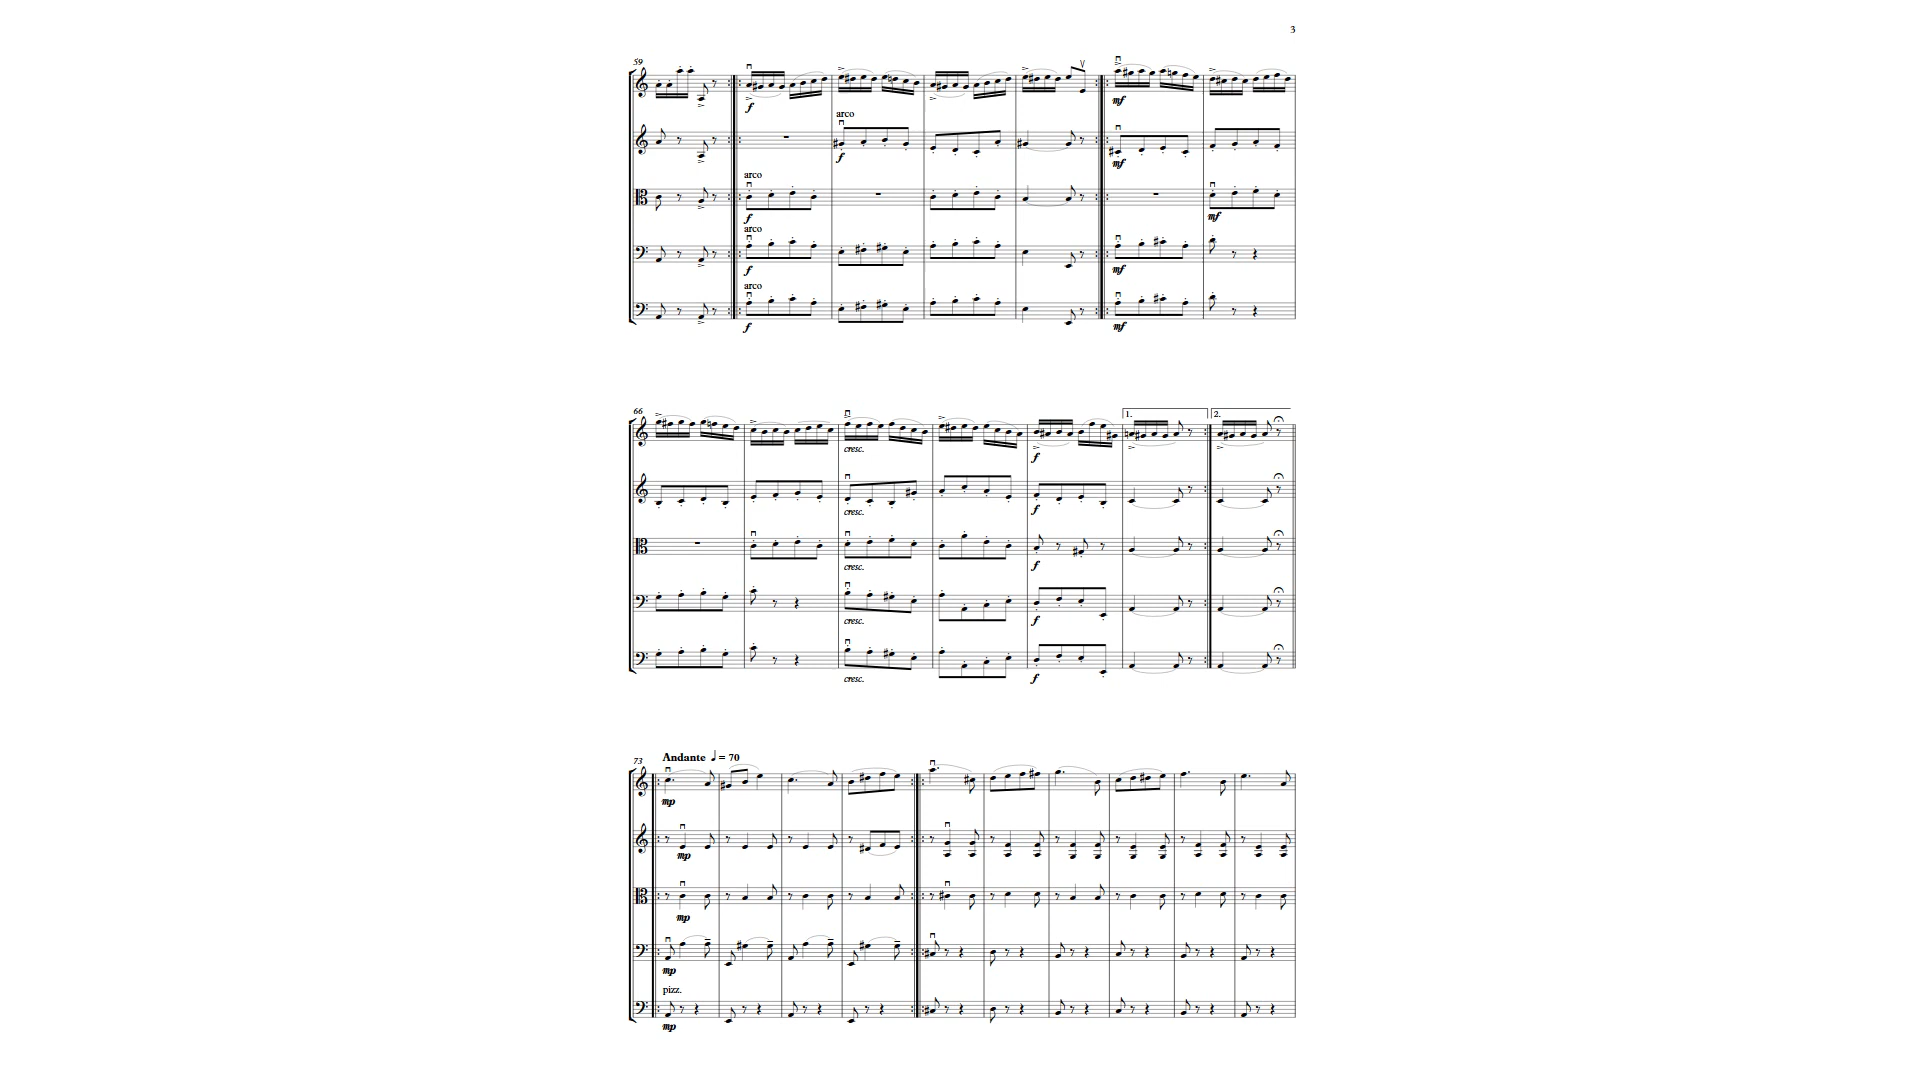 3
59
f
mf
arco
f
mf
arco
f
mf
arco
f
mf
arco
f
mf
66
1.
2.
cresc.
f
cresc.
f
cresc.
f
cresc.
f
cresc.
f
73
Andante ♩ = 70
mp
mp
mp
mp
pizz.
mp